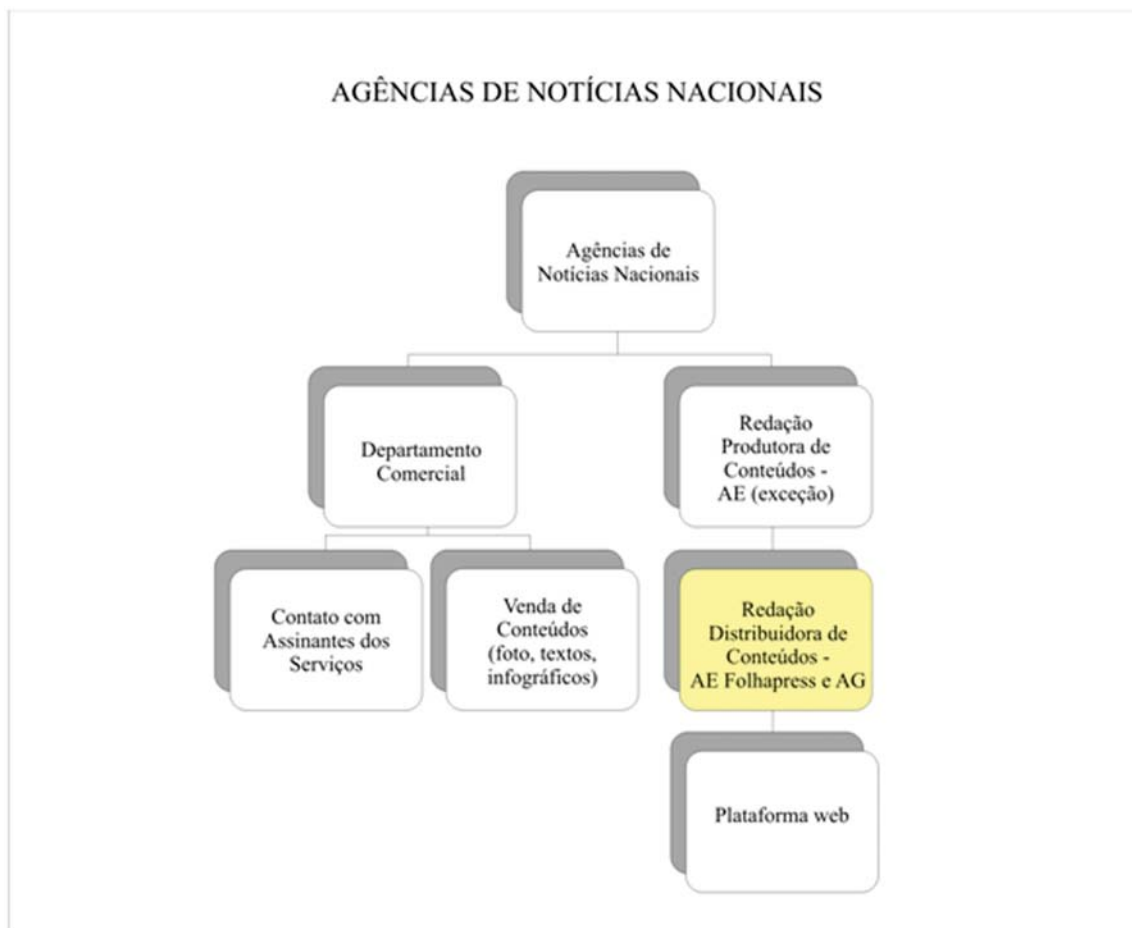 AGÊNCIAS DE NOTÍCIAS NACIONAIS
Agências de
Notícias Nacionais
Departamento
Comercial
Redação
Produtora de
Conteúdos -
AE (exceção)
Contato com
Assinantes dos
Serviços
Venda de
Conteúdos
(foto, textos,
infográficos)
Redação
Distribuidora de
Conteúdos -
AE Folhapress e AG
Plataforma web